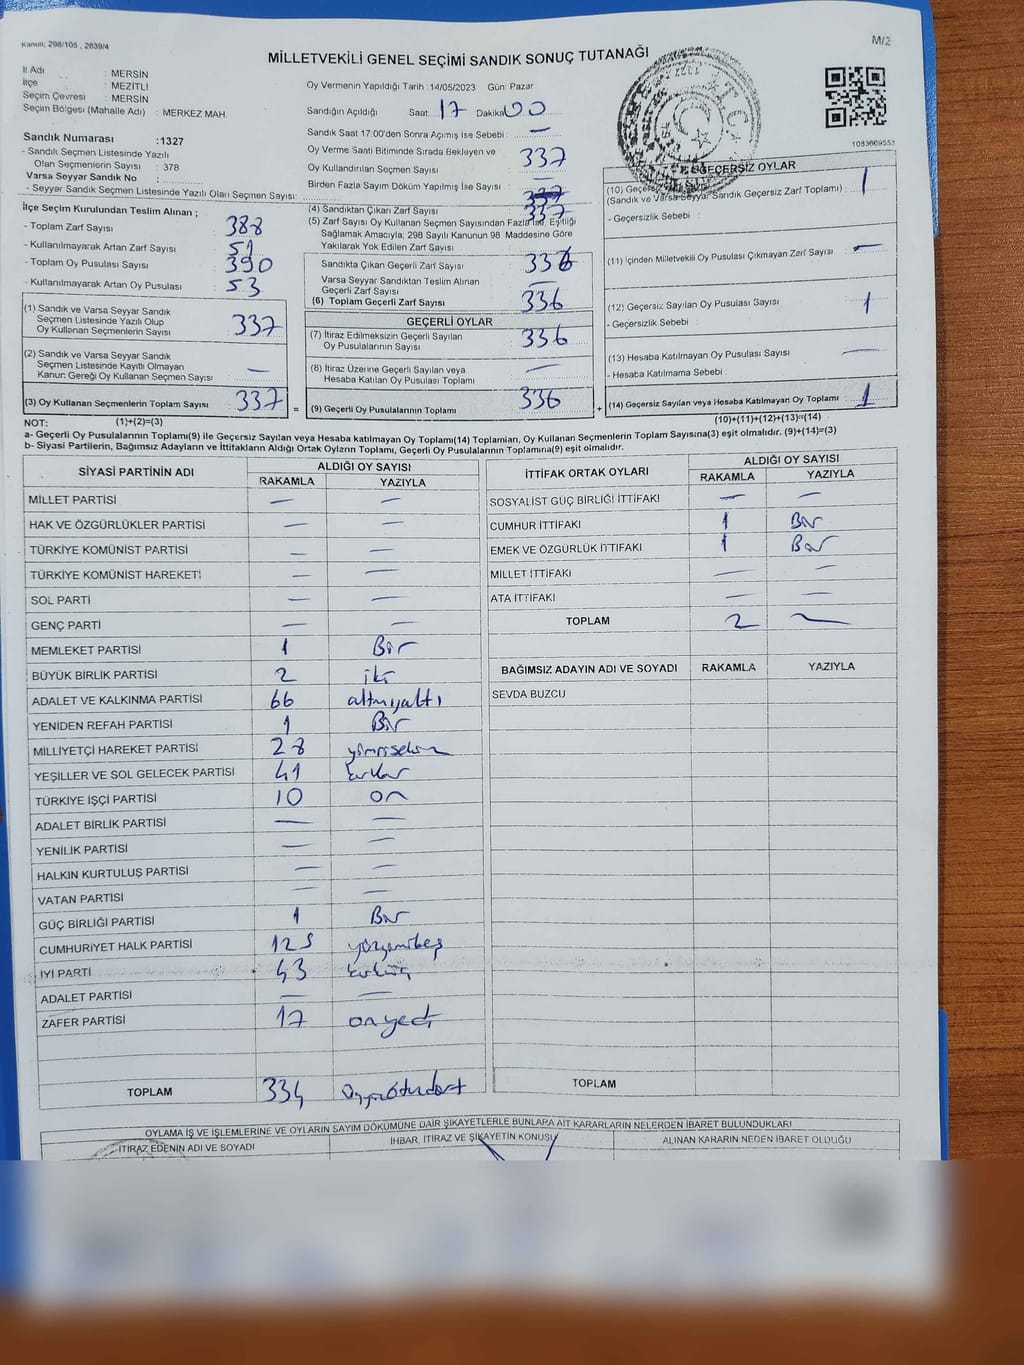 Kanun; 298/105 , 2839/4
M/2
MİLLETVEKİLİ GENEL SEÇİMİ SANDIK SONUÇ TUTANAĞI
İl Adı : MERSİN
İlçe : MEZİTLİ
Seçim Çevresi : MERSİN
Seçim Bölgesi (Mahalle Adı) : MERKEZ MAH.
Sandık Numarası :1327
- Sandık Seçmen Listesinde Yazılı
Olan Seçmenlerin Sayısı : 378
Varsa Seyyar Sandık No :
- Seyyar Sandık Seçmen Listesinde Yazılı Olan Seçmen Sayısı:
Oy Vermenin Yapıldığı Tarih :14/05/2023 Gün: Pazar
Sandığın Açıldığı Saat: 17 Dakika 00
Sandık Saat 17:00'den Sonra Açımış İse Sebebi : —
Oy Verme Saati Bitiminde Sırada Bekleyen ve
Oy Kullandırılan Seçmen Sayısı 337
Birden Fazla Sayım Döküm Yapılmış İse Sayısı : —
1033669553
İlçe Seçim Kurulundan Teslim Alınan ;
- Toplam Zarf Sayısı : 388
- Kullanılmayarak Artan Zarf Sayısı : 51
- Toplam Oy Pusulası Sayısı : 390
- Kullanılmayarak Artan Oy Pusulası : 53
(1) Sandık ve Varsa Seyyar Sandık
Seçmen Listesinde Yazılı Olup
Oy Kullanan Seçmenlerin Sayısı 337
(2) Sandık ve Varsa Seyyar Sandık
Seçmen Listesinde Kayıtlı Olmayan
Kanun Gereği Oy Kullanan Seçmen Sayısı : —
(3) Oy Kullanan Seçmenlerin Toplam Sayısı 337 =
(4) Sandıktan Çıkan Zarf Sayısı 337
(5) Zarf Sayısı Oy Kullanan Seçmen Sayısından Fazla İse, Eşitliği
Sağlamak Amacıyla; 298 Sayılı Kanunun 98. Maddesine Göre
Yakılarak Yok Edilen Zarf Sayısı :
Sandıkta Çıkan Geçerli Zarf Sayısı 336
Varsa Seyyar Sandıktan Teslim Alınan
Geçerli Zarf Sayısı : —
(6) Toplam Geçerli Zarf Sayısı 336
GEÇERLİ OYLAR
(7) İtiraz Edilmeksizin Geçerli Sayılan
Oy Pusulalarının Sayısı 336
(8) İtiraz Üzerine Geçerli Sayılan veya
Hesaba Katılan Oy Pusulası Toplamı : —
(9) Geçerli Oy Pusulalarının Toplamı 336 +
GEÇERSİZ OYLAR
(10) Geçersiz
(Sandık ve Varsa Seyyar Sandık Geçersiz Zarf Toplamı) : 1
- Geçersizlik Sebebi :
(11) İçinden Milletvekili Oy Pusulası Çıkmayan Zarf Sayısı : —
(12) Geçersiz Sayılan Oy Pusulası Sayısı : 1
- Geçersizlik Sebebi :
(13) Hesaba Katılmayan Oy Pusulası Sayısı : —
- Hesaba Katılmama Sebebi :
(14) Geçersiz Sayılan veya Hesaba Katılmayan Oy Toplamı : 1
NOT: (1)+(2)=(3)
(10)+(11)+(12)+(13)=(14)
a- Geçerli Oy Pusulalarının Toplamı(9) ile Geçersiz Sayılan veya Hesaba katılmayan Oy Toplamı(14) Toplamları, Oy Kullanan Seçmenlerin Toplam Sayısına(3) eşit olmalıdır. (9)+(14)=(3)
b- Siyasi Partilerin, Bağımsız Adayların ve İttifakların Aldığı Ortak Oyların Toplamı, Geçerli Oy Pusulalarının Toplamına(9) eşit olmalıdır.
SİYASİ PARTİNİN ADI ALDIĞI OY SAYISI
RAKAMLA YAZIYLA
MİLLET PARTİSİ — —
HAK VE ÖZGÜRLÜKLER PARTİSİ — —
TÜRKİYE KOMÜNİST PARTİSİ — —
TÜRKİYE KOMÜNİST HAREKETİ — —
SOL PARTİ — —
GENÇ PARTİ — —
MEMLEKET PARTİSİ 1 Bir
BÜYÜK BİRLİK PARTİSİ 2 iki
ADALET VE KALKINMA PARTİSİ 66 altmışaltı
YENİDEN REFAH PARTİSİ 1 Bir
MİLLİYETÇİ HAREKET PARTİSİ 28 yirmisekiz
YEŞİLLER VE SOL GELECEK PARTİSİ 41 kırkbir
TÜRKİYE İŞÇİ PARTİSİ 10 on
ADALET BİRLİK PARTİSİ — —
YENİLİK PARTİSİ — —
HALKIN KURTULUŞ PARTİSİ — —
VATAN PARTİSİ — —
GÜÇ BİRLİĞİ PARTİSİ 1 Bir
CUMHURİYET HALK PARTİSİ 125 yüzyirmibeş
İYİ PARTİ 43 kırküç
ADALET PARTİSİ — —
ZAFER PARTİSİ 17 onyedi
TOPLAM 334 üçyüzotuzdört
İTTİFAK ORTAK OYLARI ALDIĞI OY SAYISI
RAKAMLA YAZIYLA
SOSYALİST GÜÇ BİRLİĞİ İTTİFAKI — —
CUMHUR İTTİFAKI 1 Bir
EMEK VE ÖZGÜRLÜK İTTİFAKI 1 Bir
MİLLET İTTİFAKI — —
ATA İTTİFAKI — —
TOPLAM 2 —
BAĞIMSIZ ADAYIN ADI VE SOYADI RAKAMLA YAZIYLA
SEVDA BUZCU
TOPLAM
OYLAMA İŞ VE İŞLEMLERİNE VE OYLARIN SAYIM DÖKÜMÜNE DAİR ŞİKAYETLERLE BUNLARA AİT KARARLARIN NELERDEN İBARET BULUNDUKLARI
İTİRAZ EDENİN ADI VE SOYADI İHBAR, İTİRAZ VE ŞİKAYETİN KONUSU ALINAN KARARIN NEDEN İBARET OLDUĞU